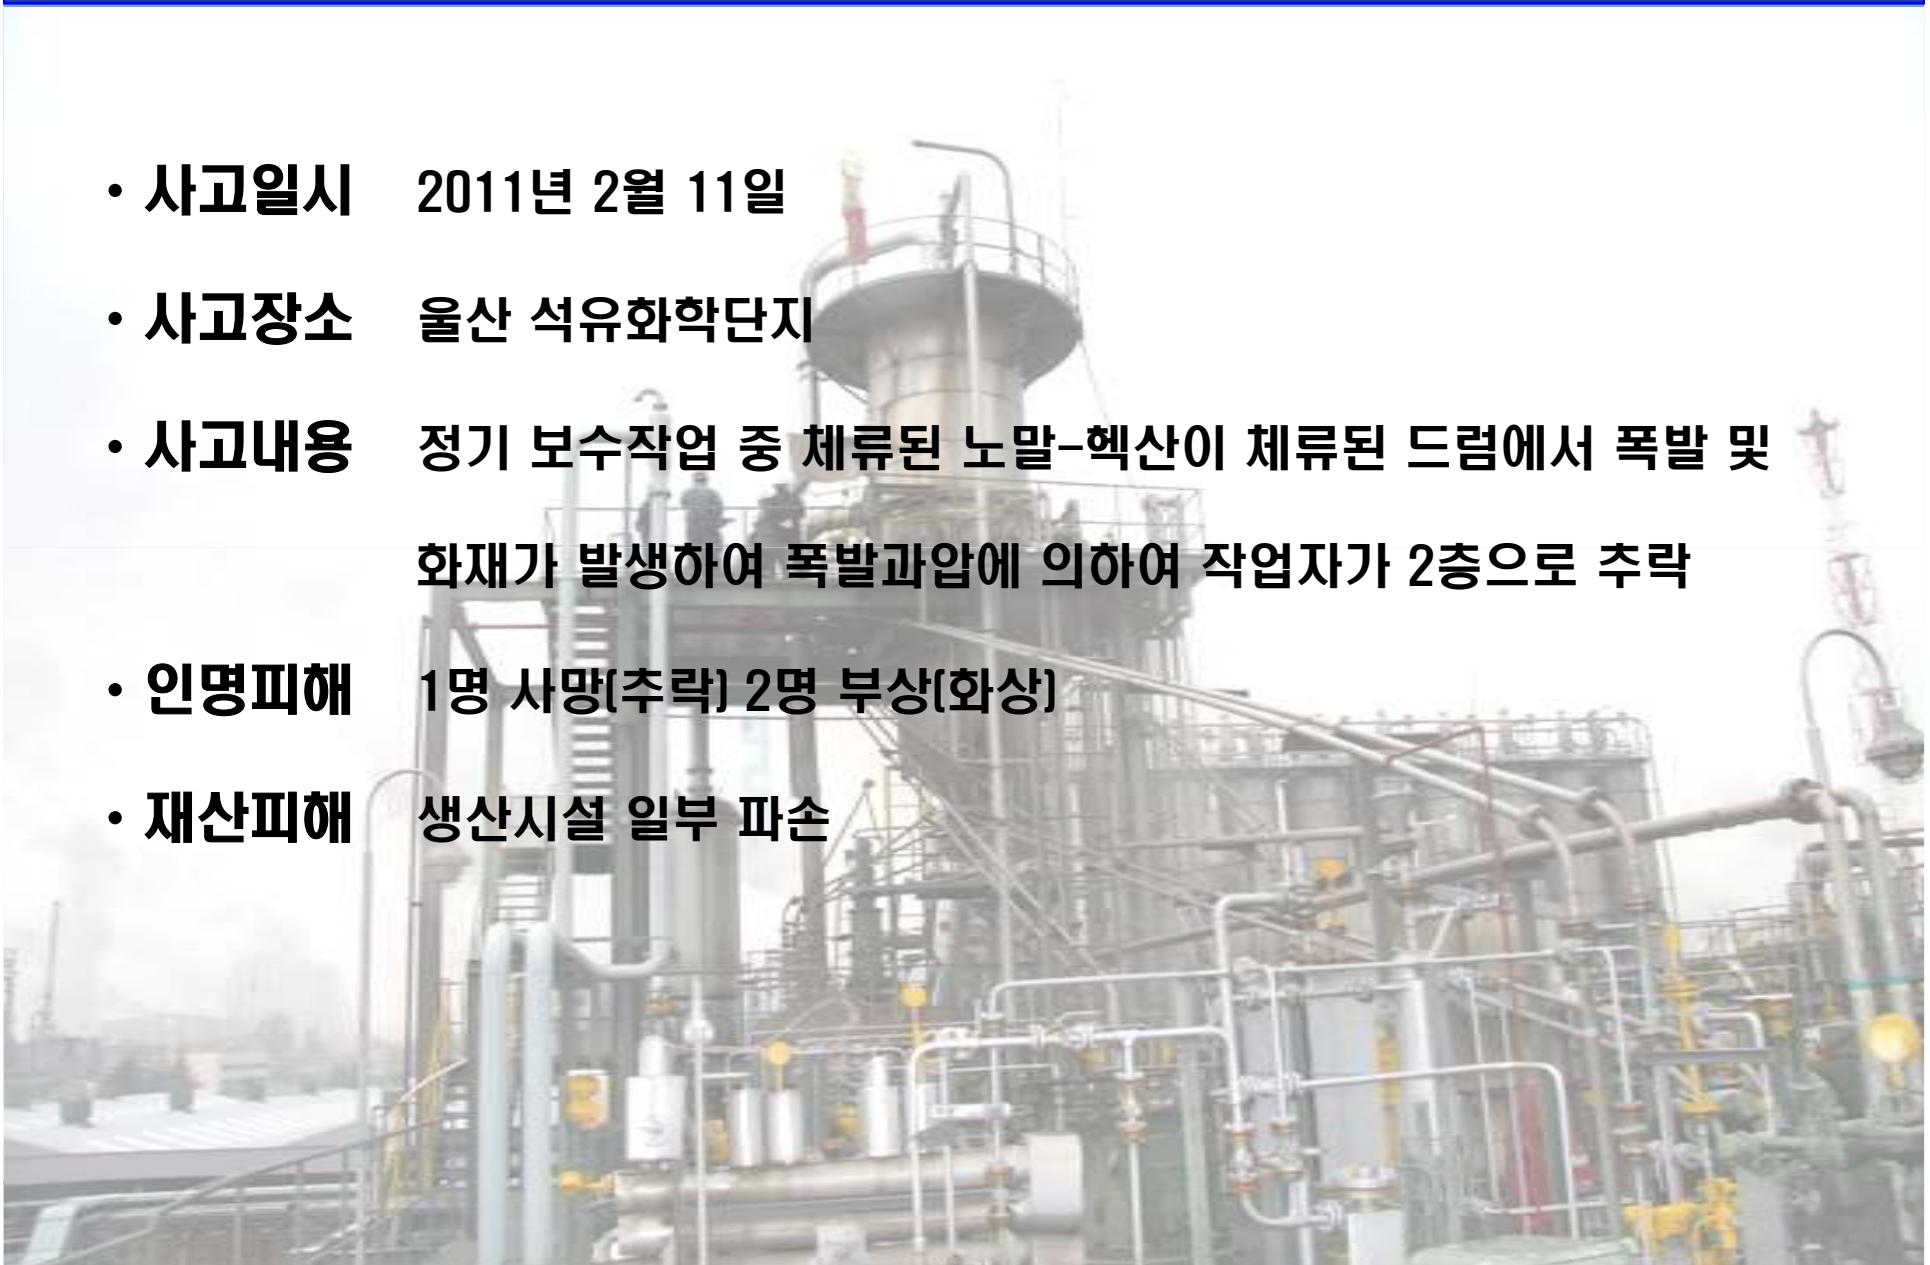 • 사고일시 2011년 2월 11일
• 사고장소 울산 석유화학단지
• 사고내용 정기 보수작업 중 체류된 노말-헥산이 체류된 드럼에서 폭발 및
화재가 발생하여 폭발과압에 의하여 작업자가 2층으로 추락
• 인명피해 1명 사망(추락) 2명 부상(화상)
• 재산피해 생산시설 일부 파손